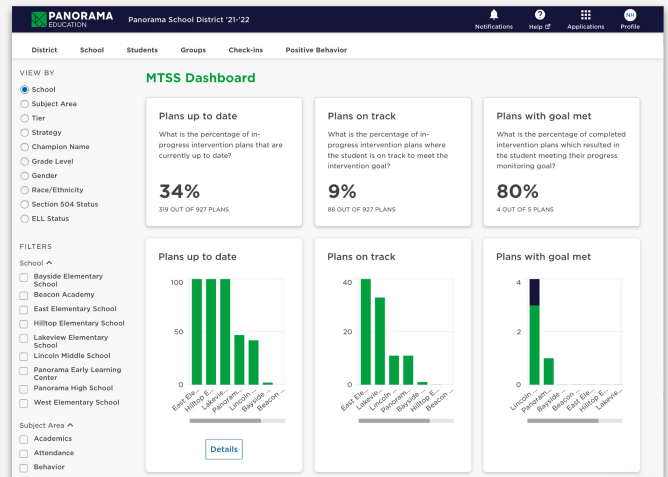 PANORAMA
EDUCATION
Panorama School District '21-'22
Notifications
Help
Applications
NH
Profile
District
School
Students
Groups
Check-ins
Positive Behavior
VIEW BY
School
Subject Area
Tier
Strategy
Champion Name
Grade Level
Gender
Race/Ethnicity
Section 504 Status
ELL Status
FILTERS
School
Bayside Elementary
School
Beacon Academy
East Elementary School
Hilltop Elementary School
Lakeview Elementary
School
Lincoln Middle School
Panorama Early Learning
Center
Panorama High School
West Elementary School
Subject Area
Academics
Attendance
Behavior
MTSS Dashboard
Plans up to date
What is the percentage of in-
progress intervention plans that are
currently up to date?
34%
319 OUT OF 927 PLANS
Plans on track
What is the percentage of in-
progress intervention plans where
the student is on track to meet the
intervention goal?
9%
88 OUT OF 927 PLANS
Plans with goal met
What is the percentage of completed
intervention plans which resulted in
the student meeting their progress
monitoring goal?
80%
4 OUT OF 5 PLANS
Plans up to date
100
50
0
East Ele...
Hilltop E...
Lakevie...
Panoram...
Lincoln ...
Bayside ...
Beacon ...
Details
Plans on track
40
20
0
East Ele...
Lakevie...
Lincoln ...
Panoram...
Bayside ...
Hilltop E...
Beacon ...
Plans with goal met
4
2
0
Lincoln ...
Panoram...
Bayside ...
Beacon ...
East Ele...
Hilltop E...
Lakevie...